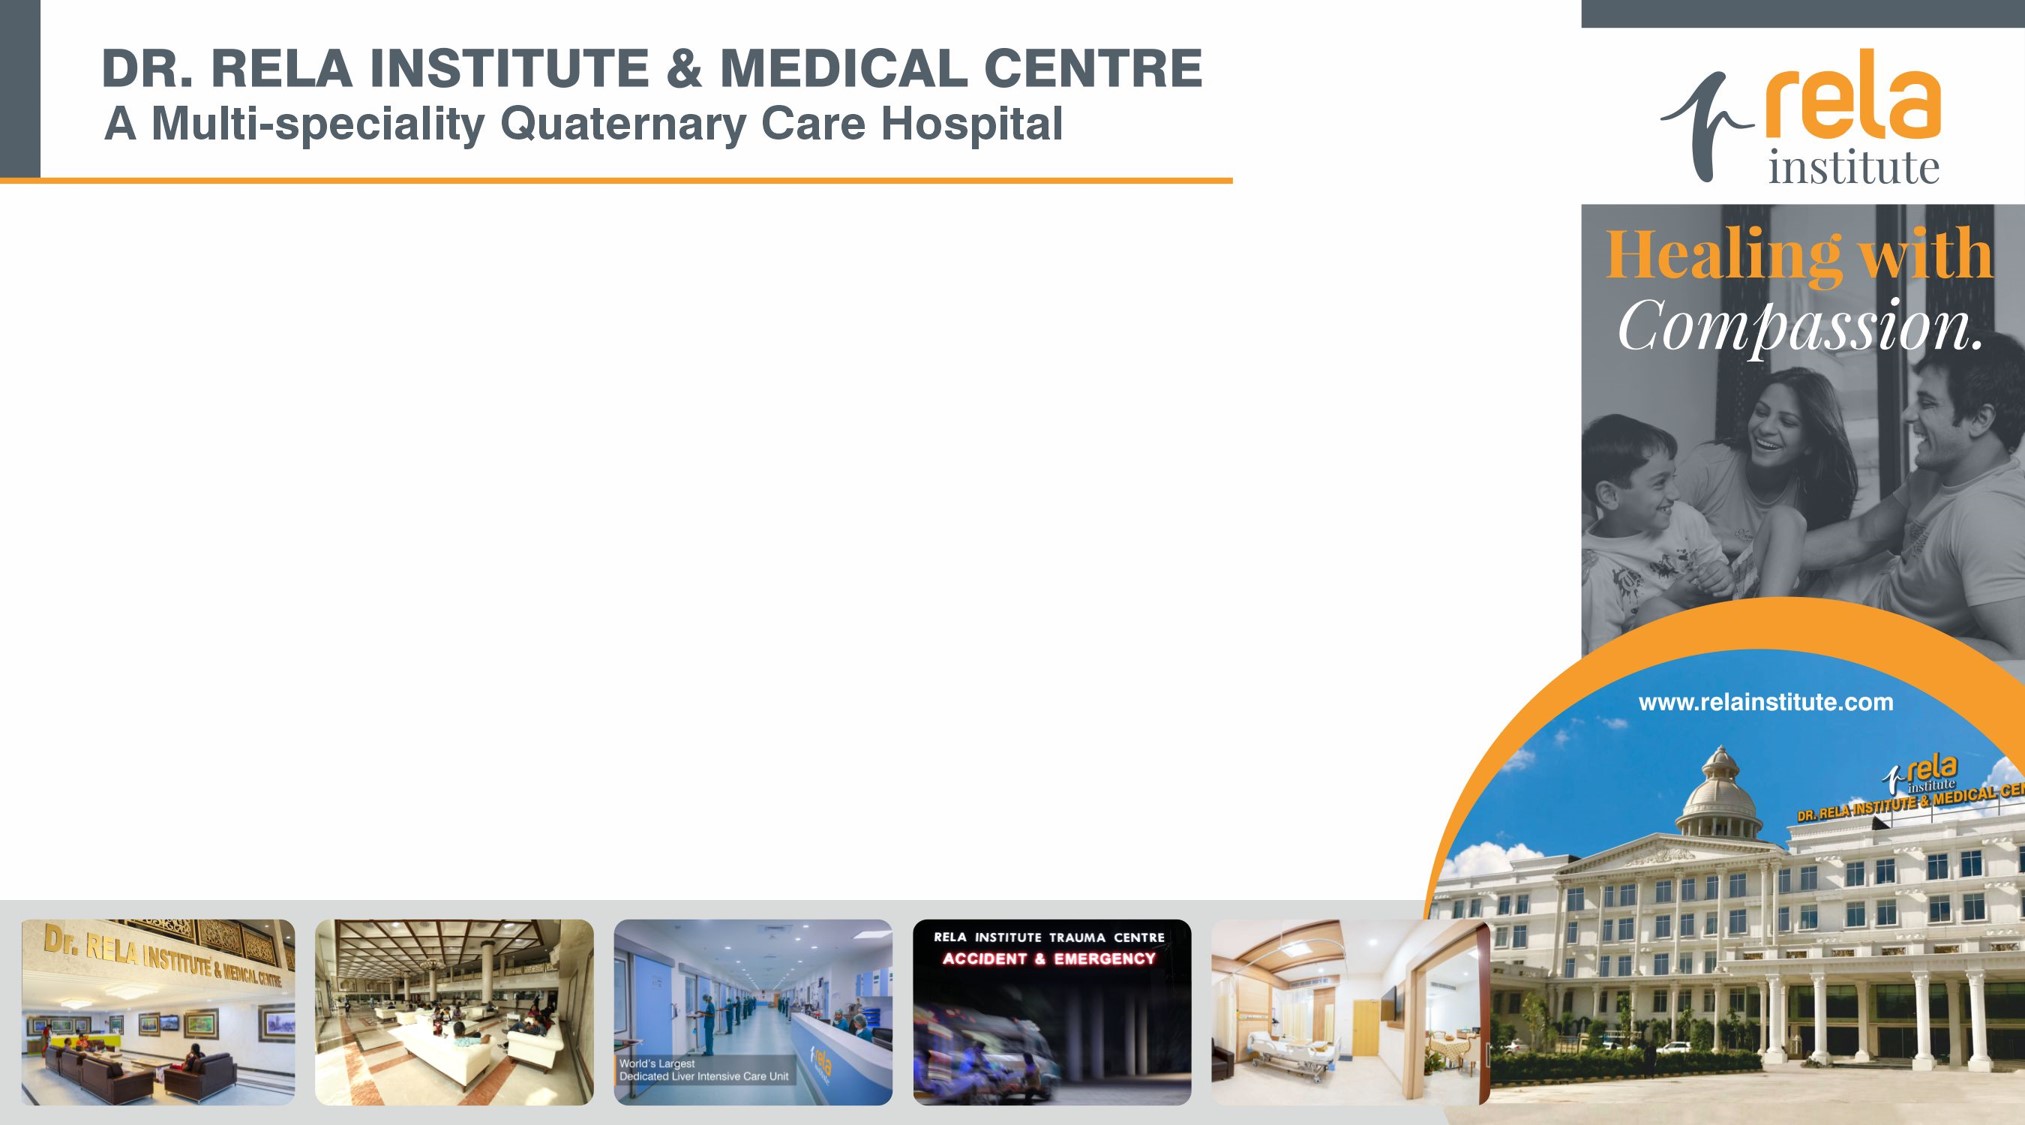 DR. RELA INSTITUTE & MEDICAL CENTRE
A Multi-speciality Quaternary Care Hospital
rela
institute
Healing with
Compassion.
www.relainstitute.com
rela
institute
DR. RELA INSTITUTE & MEDICAL CEN
Dr. RELA INSTITUTE & MEDICAL CENTRE
World's Largest
Dedicated Liver Intensive Care Unit
rela
RELA INSTITUTE TRAUMA CENTRE
ACCIDENT & EMERGENCY